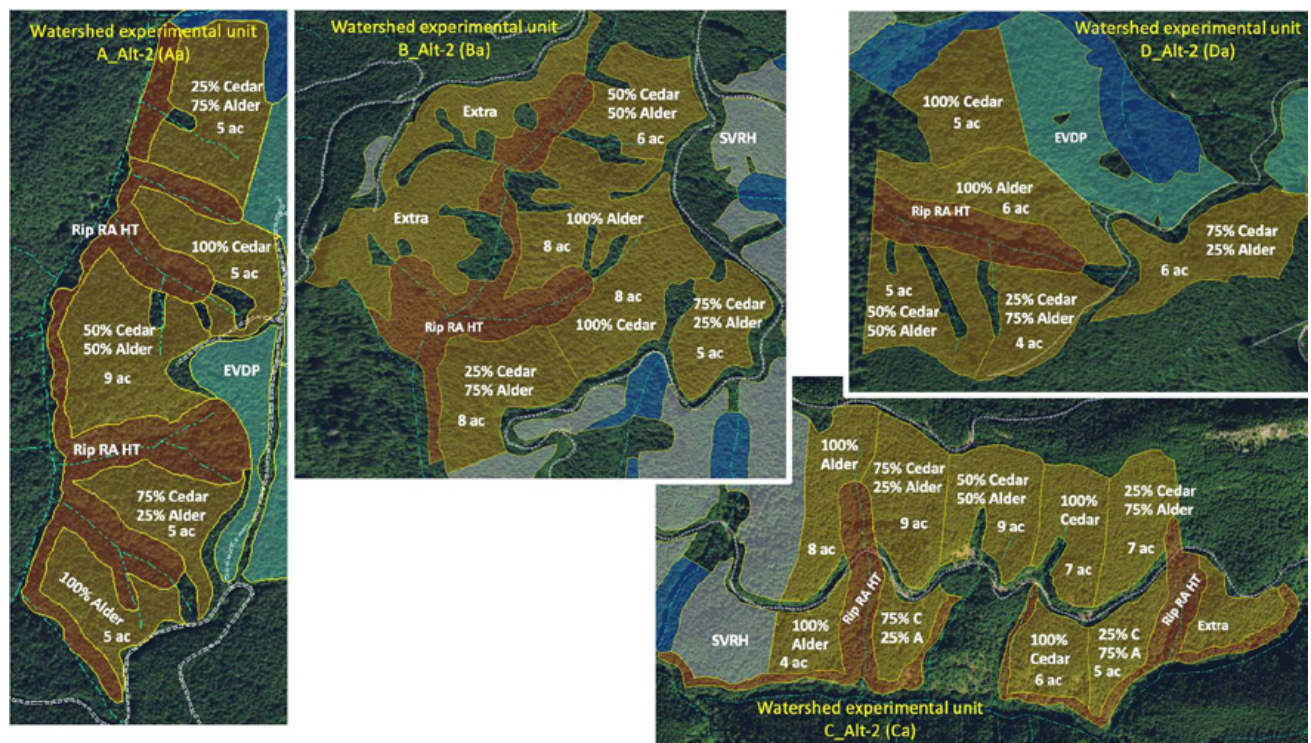 Watershed experimental unit
A_Alt-2 (Aa)
25% Cedar
75% Alder
5 ac
Rip RA HT
100% Cedar
5 ac
50% Cedar
50% Alder
9 ac
EVDP
Rip RA HT
75% Cedar
25% Alder
5 ac
100% Alder
5 ac
Watershed experimental unit
B_Alt-2 (Ba)
Extra
50% Cedar
50% Alder
6 ac
SVRH
Extra
100% Alder
8 ac
Rip RA HT
8 ac
100% Cedar
75% Cedar
25% Alder
5 ac
25% Cedar
75% Alder
8 ac
Watershed experimental unit
D_Alt-2 (Da)
100% Cedar
5 ac
EVDP
100% Alder
6 ac
Rip RA HT
75% Cedar
25% Alder
6 ac
5 ac
50% Cedar
50% Alder
25% Cedar
75% Alder
4 ac
100%
Alder
8 ac
75% Cedar
25% Alder
9 ac
50% Cedar
50% Alder
9 ac
100%
Cedar
7 ac
25% Cedar
75% Alder
7 ac
SVRH
100%
Alder
4 ac
Rip RA HT
75% C
25% A
100%
Cedar
6 ac
25% C
75% A
5 ac
Rip RA HT
Extra
Watershed experimental unit
C_Alt-2 (Ca)